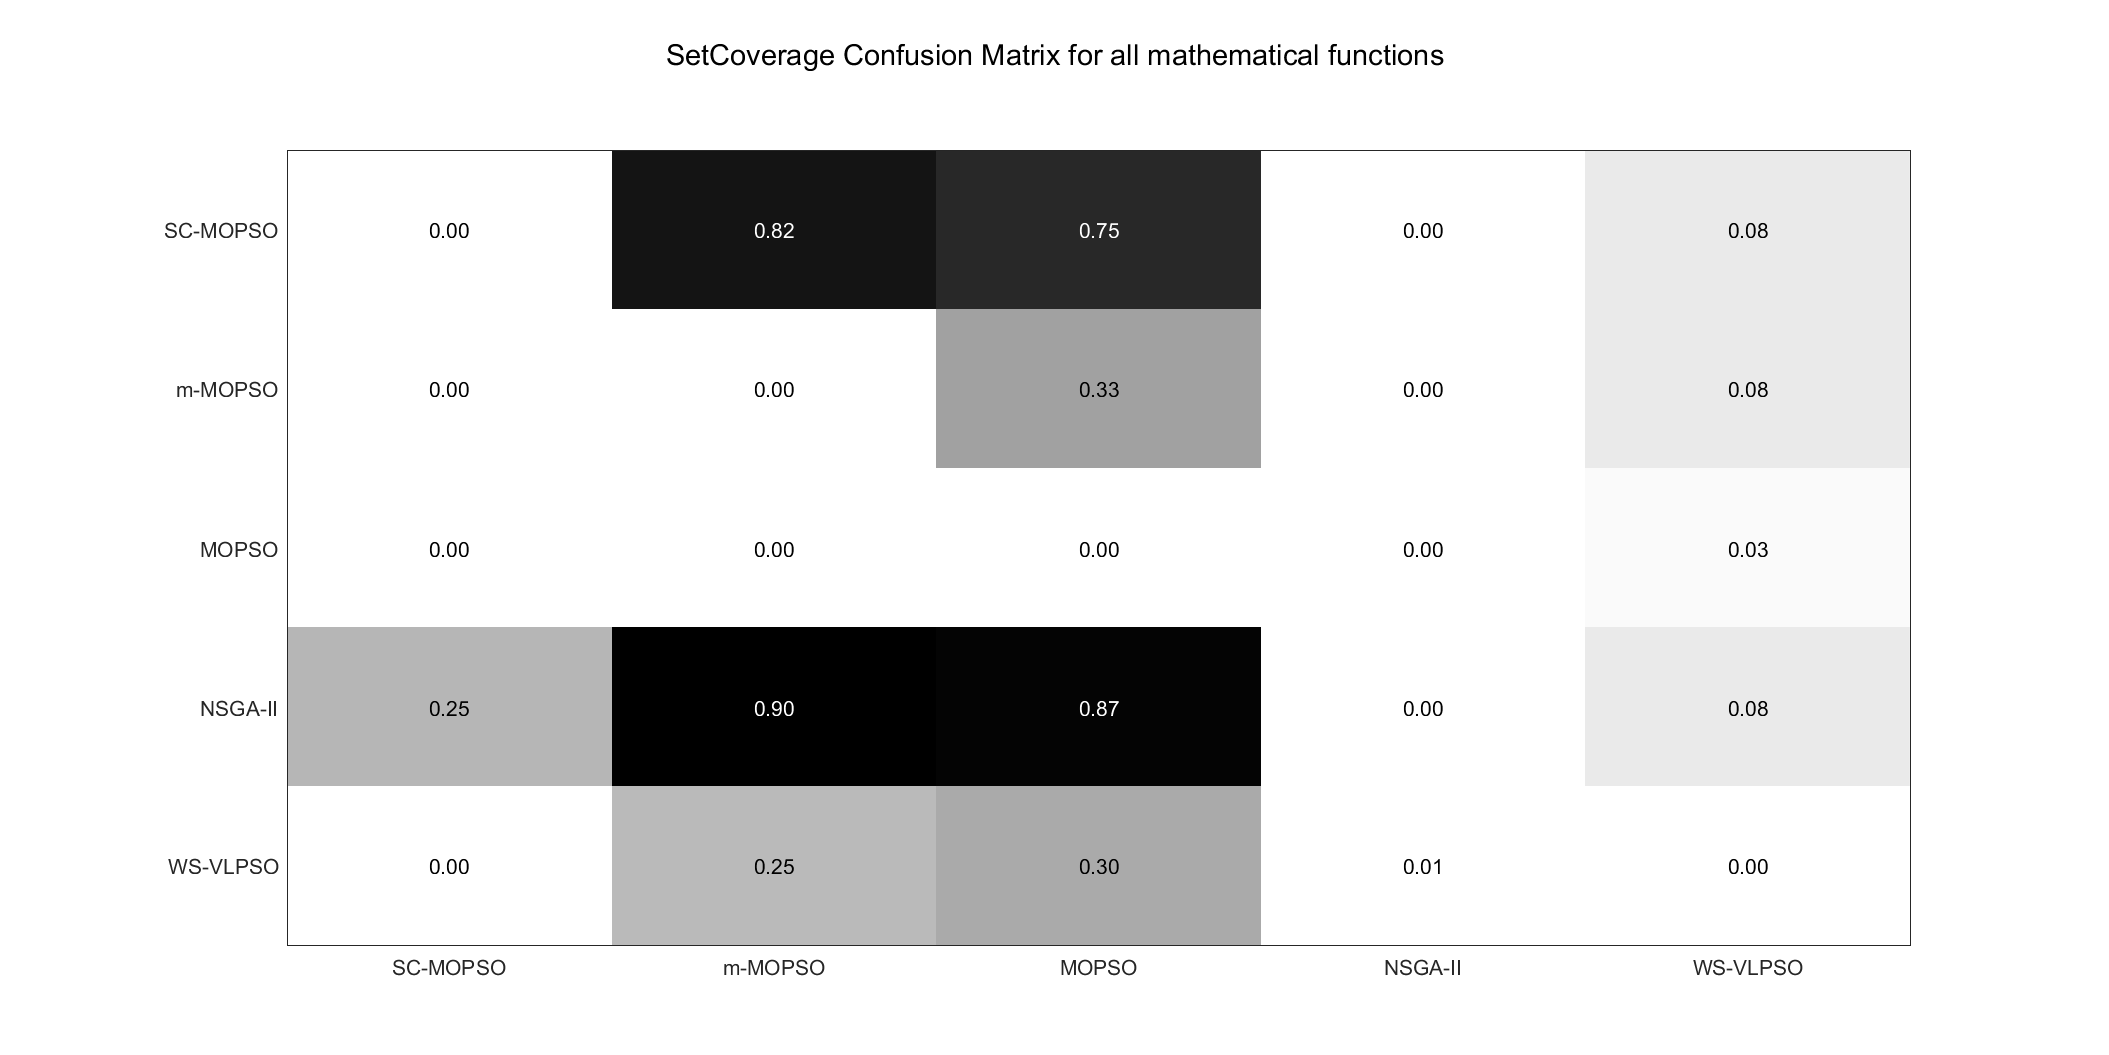 SetCoverage Confusion Matrix for all mathematical functions
SC-MOPSO 0.00 0.82 0.75 0.00 0.08
m-MOPSO 0.00 0.00 0.33 0.00 0.08
MOPSO 0.00 0.00 0.00 0.00 0.03
NSGA-II 0.25 0.90 0.87 0.00 0.08
WS-VLPSO 0.00 0.25 0.30 0.01 0.00
SC-MOPSO m-MOPSO MOPSO NSGA-II WS-VLPSO